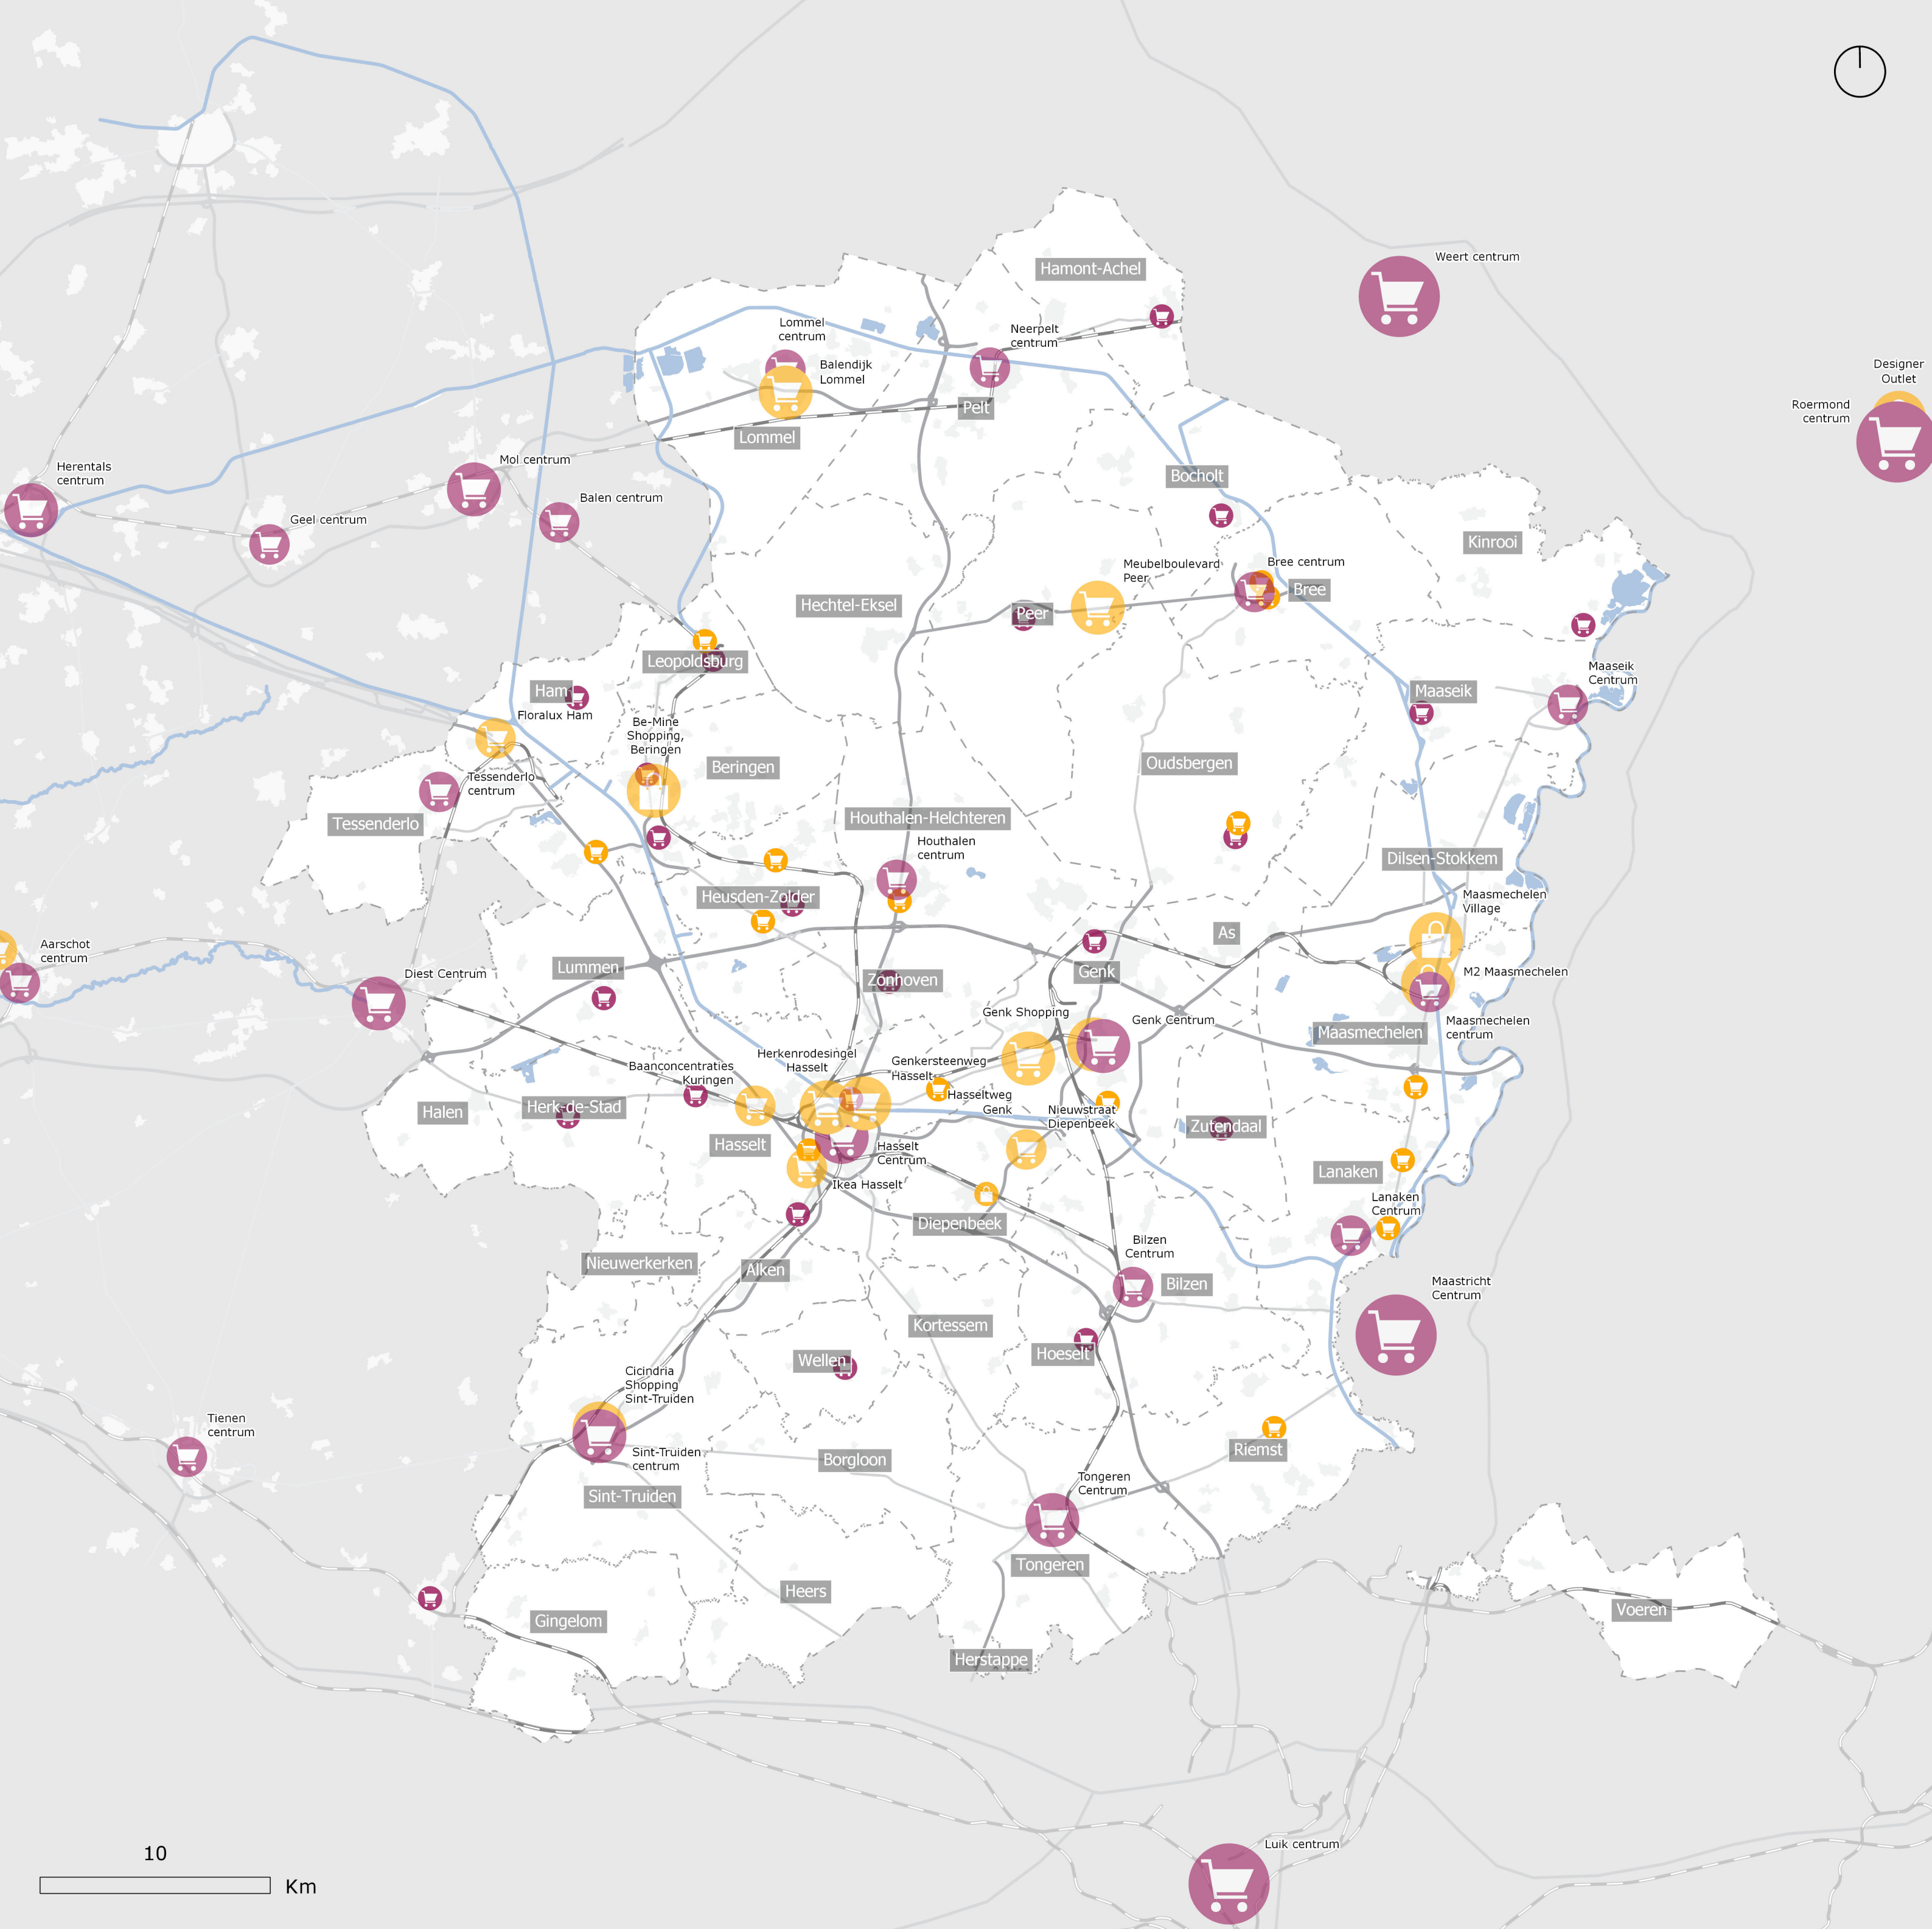 Weert centrum
Hamont-Achel
Lommel
centrum
Neerpelt
centrum
Balendijk
Lommel
Designer
Outlet
Roermond
centrum
Pelt
Lommel
Herentals
centrum
Mol centrum
Balen centrum
Geel centrum
Bocholt
Kinrooi
Meubelboulevard
Peer
Bree centrum
Bree
Hechtel-Eksel
Peer
Leopoldsburg
Maaseik
Centrum
Ham
Maaseik
Floralux Ham
Be-Mine
Shopping,
Beringen
Beringen
Oudsbergen
Tessenderlo
centrum
Tessenderlo
Houthalen-Helchteren
Houthalen
centrum
Dilsen-Stokkem
Heusden-Zolder
Maasmechelen
Village
As
Aarschot
centrum
Diest Centrum
Lummen
Zonhoven
Genk
M2 Maasmechelen
Genk Shopping
Genk Centrum
Maasmechelen
Maasmechelen
centrum
Herkenrodesingel
Hasselt
Genkersteenweg
Hasselt
Baanconcentraties
Kuringen
Hasseltweg
Genk
Nieuwstraat
Diepenbeek
Halen
Herk-de-Stad
Zutendaal
Hasselt
Hasselt
Centrum
Ikea Hasselt
Lanaken
Lanaken
Centrum
Diepenbeek
Bilzen
Centrum
Nieuwerkerken
Alken
Bilzen
Maastricht
Centrum
Kortessem
Hoeselt
Wellen
Cicindria
Shopping
Sint-Truiden
Tienen
centrum
Sint-Truiden
centrum
Borgloon
Riemst
Tongeren
Centrum
Sint-Truiden
Tongeren
Heers
Gingelom
Voeren
Herstappe
Luik centrum
10
Km